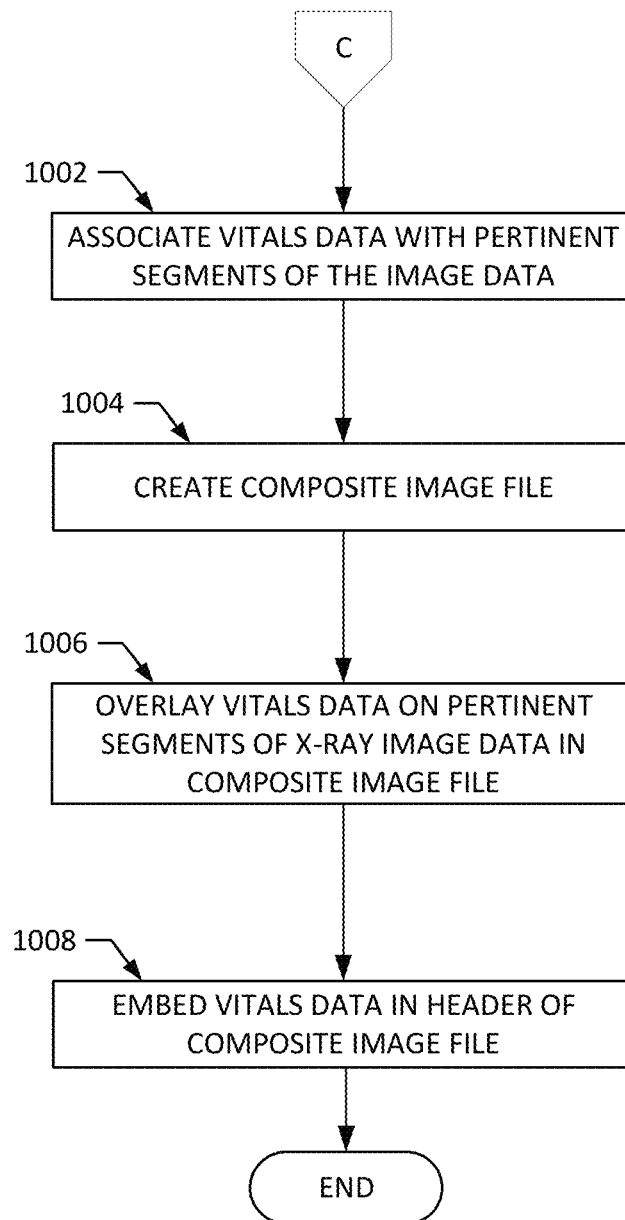 C
1002
ASSOCIATE VITALS DATA WITH PERTINENT
SEGMENTS OF THE IMAGE DATA
1004
CREATE COMPOSITE IMAGE FILE
1006
OVERLAY VITALS DATA ON PERTINENT
SEGMENTS OF X-RAY IMAGE DATA IN
COMPOSITE IMAGE FILE
1008
EMBED VITALS DATA IN HEADER OF
COMPOSITE IMAGE FILE
END